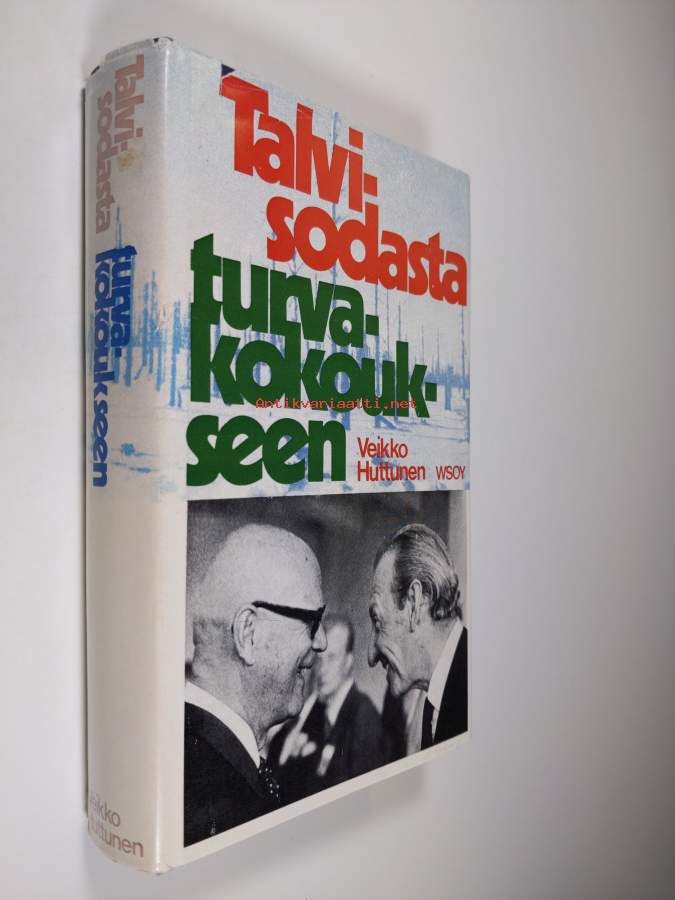 Talvi-
sodasta
turva-
kokouk-
seen
Veikko
Huttunen
WSOY
Talvi-
sodasta
turva-
kokoukseen
Veikko
Huttunen
Antikvariaatti.net